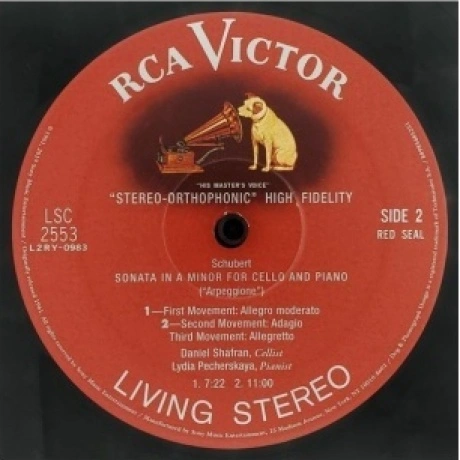 RCA VICTOR
"HIS MASTER'S VOICE"
"STEREO-ORTHOPHONIC" HIGH FIDELITY
LSC
2553
L2RY-0983
SIDE 2
RED SEAL
Schubert
SONATA IN A MINOR FOR CELLO AND PIANO
("Arpeggione")
1—First Movement: Allegro moderato
2—Second Movement: Adagio
Third Movement: Allegretto
Daniel Shafran, Cellist
Lydia Pecherskaya, Pianist
1. 7:22 2. 11:00
LIVING STEREO